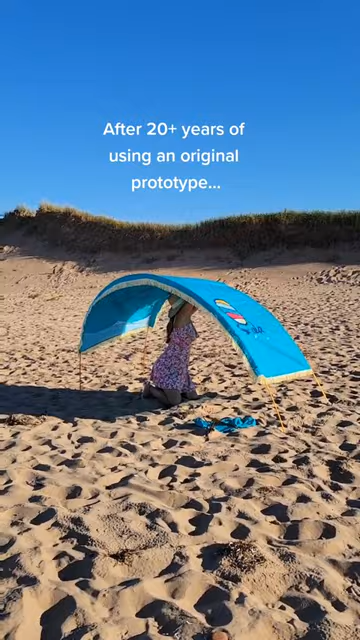 After 20+ years of
using an original
prototype...